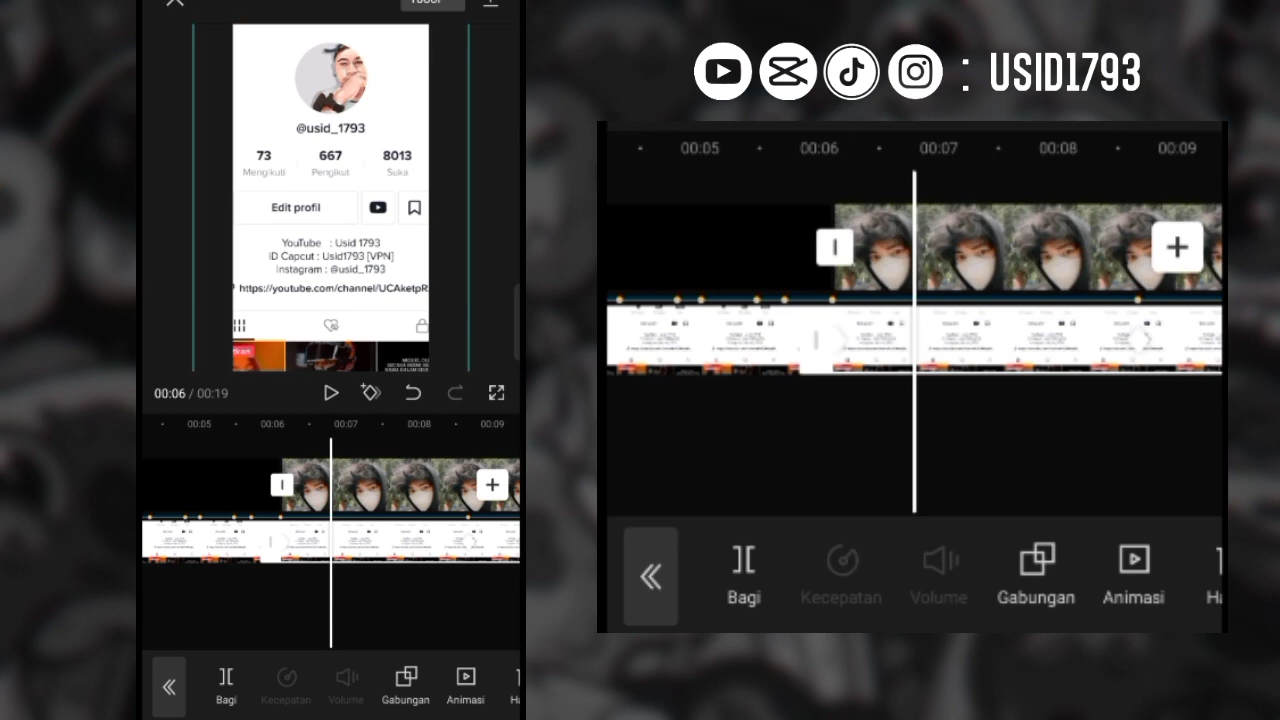 @usid_1793
73 667 8013
Mengikuti Pengikut Suka
Edit profil
YouTube : Usid 1793
ID Capcut : Usid1793 [VPN]
Instagram : @usid_1793
https://youtube.com/channel/UCAketpR
00:06 / 00:19
00:05 00:06 00:07 00:08 00:09
Bagi Kecepatan Volume Gabungan Animasi
: USID1793
00:05 00:06 00:07 00:08 00:09
Bagi Kecepatan Volume Gabungan Animasi